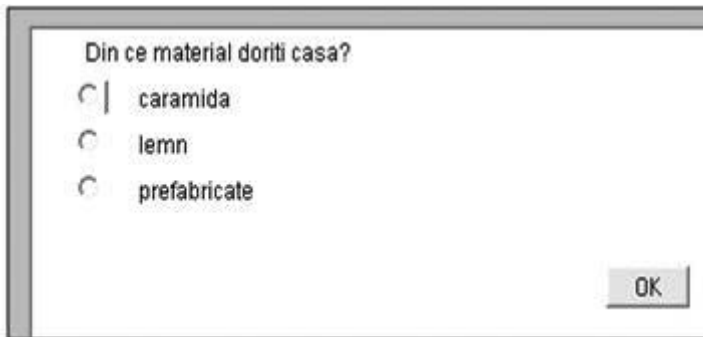 Din ce material doriti casa?
caramida
lemn
prefabricate
OK